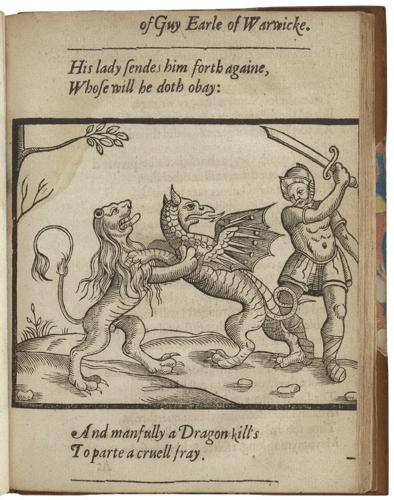 of Guy Earle of Warwicke.
His lady ſendes him forth againe,
Whoſe will he doth obay:
And manfully a Dragon kills
To parte a cruell fray.